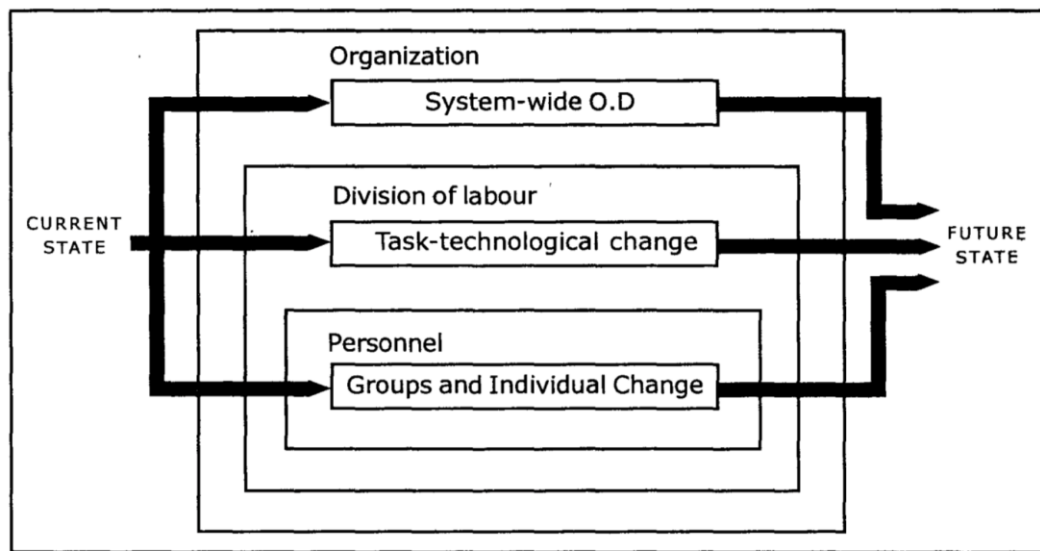 Organization
System-wide O.D
Division of labour
CURRENT
STATE
Task-technological change
FUTURE
STATE
Personnel
Groups and Individual Change